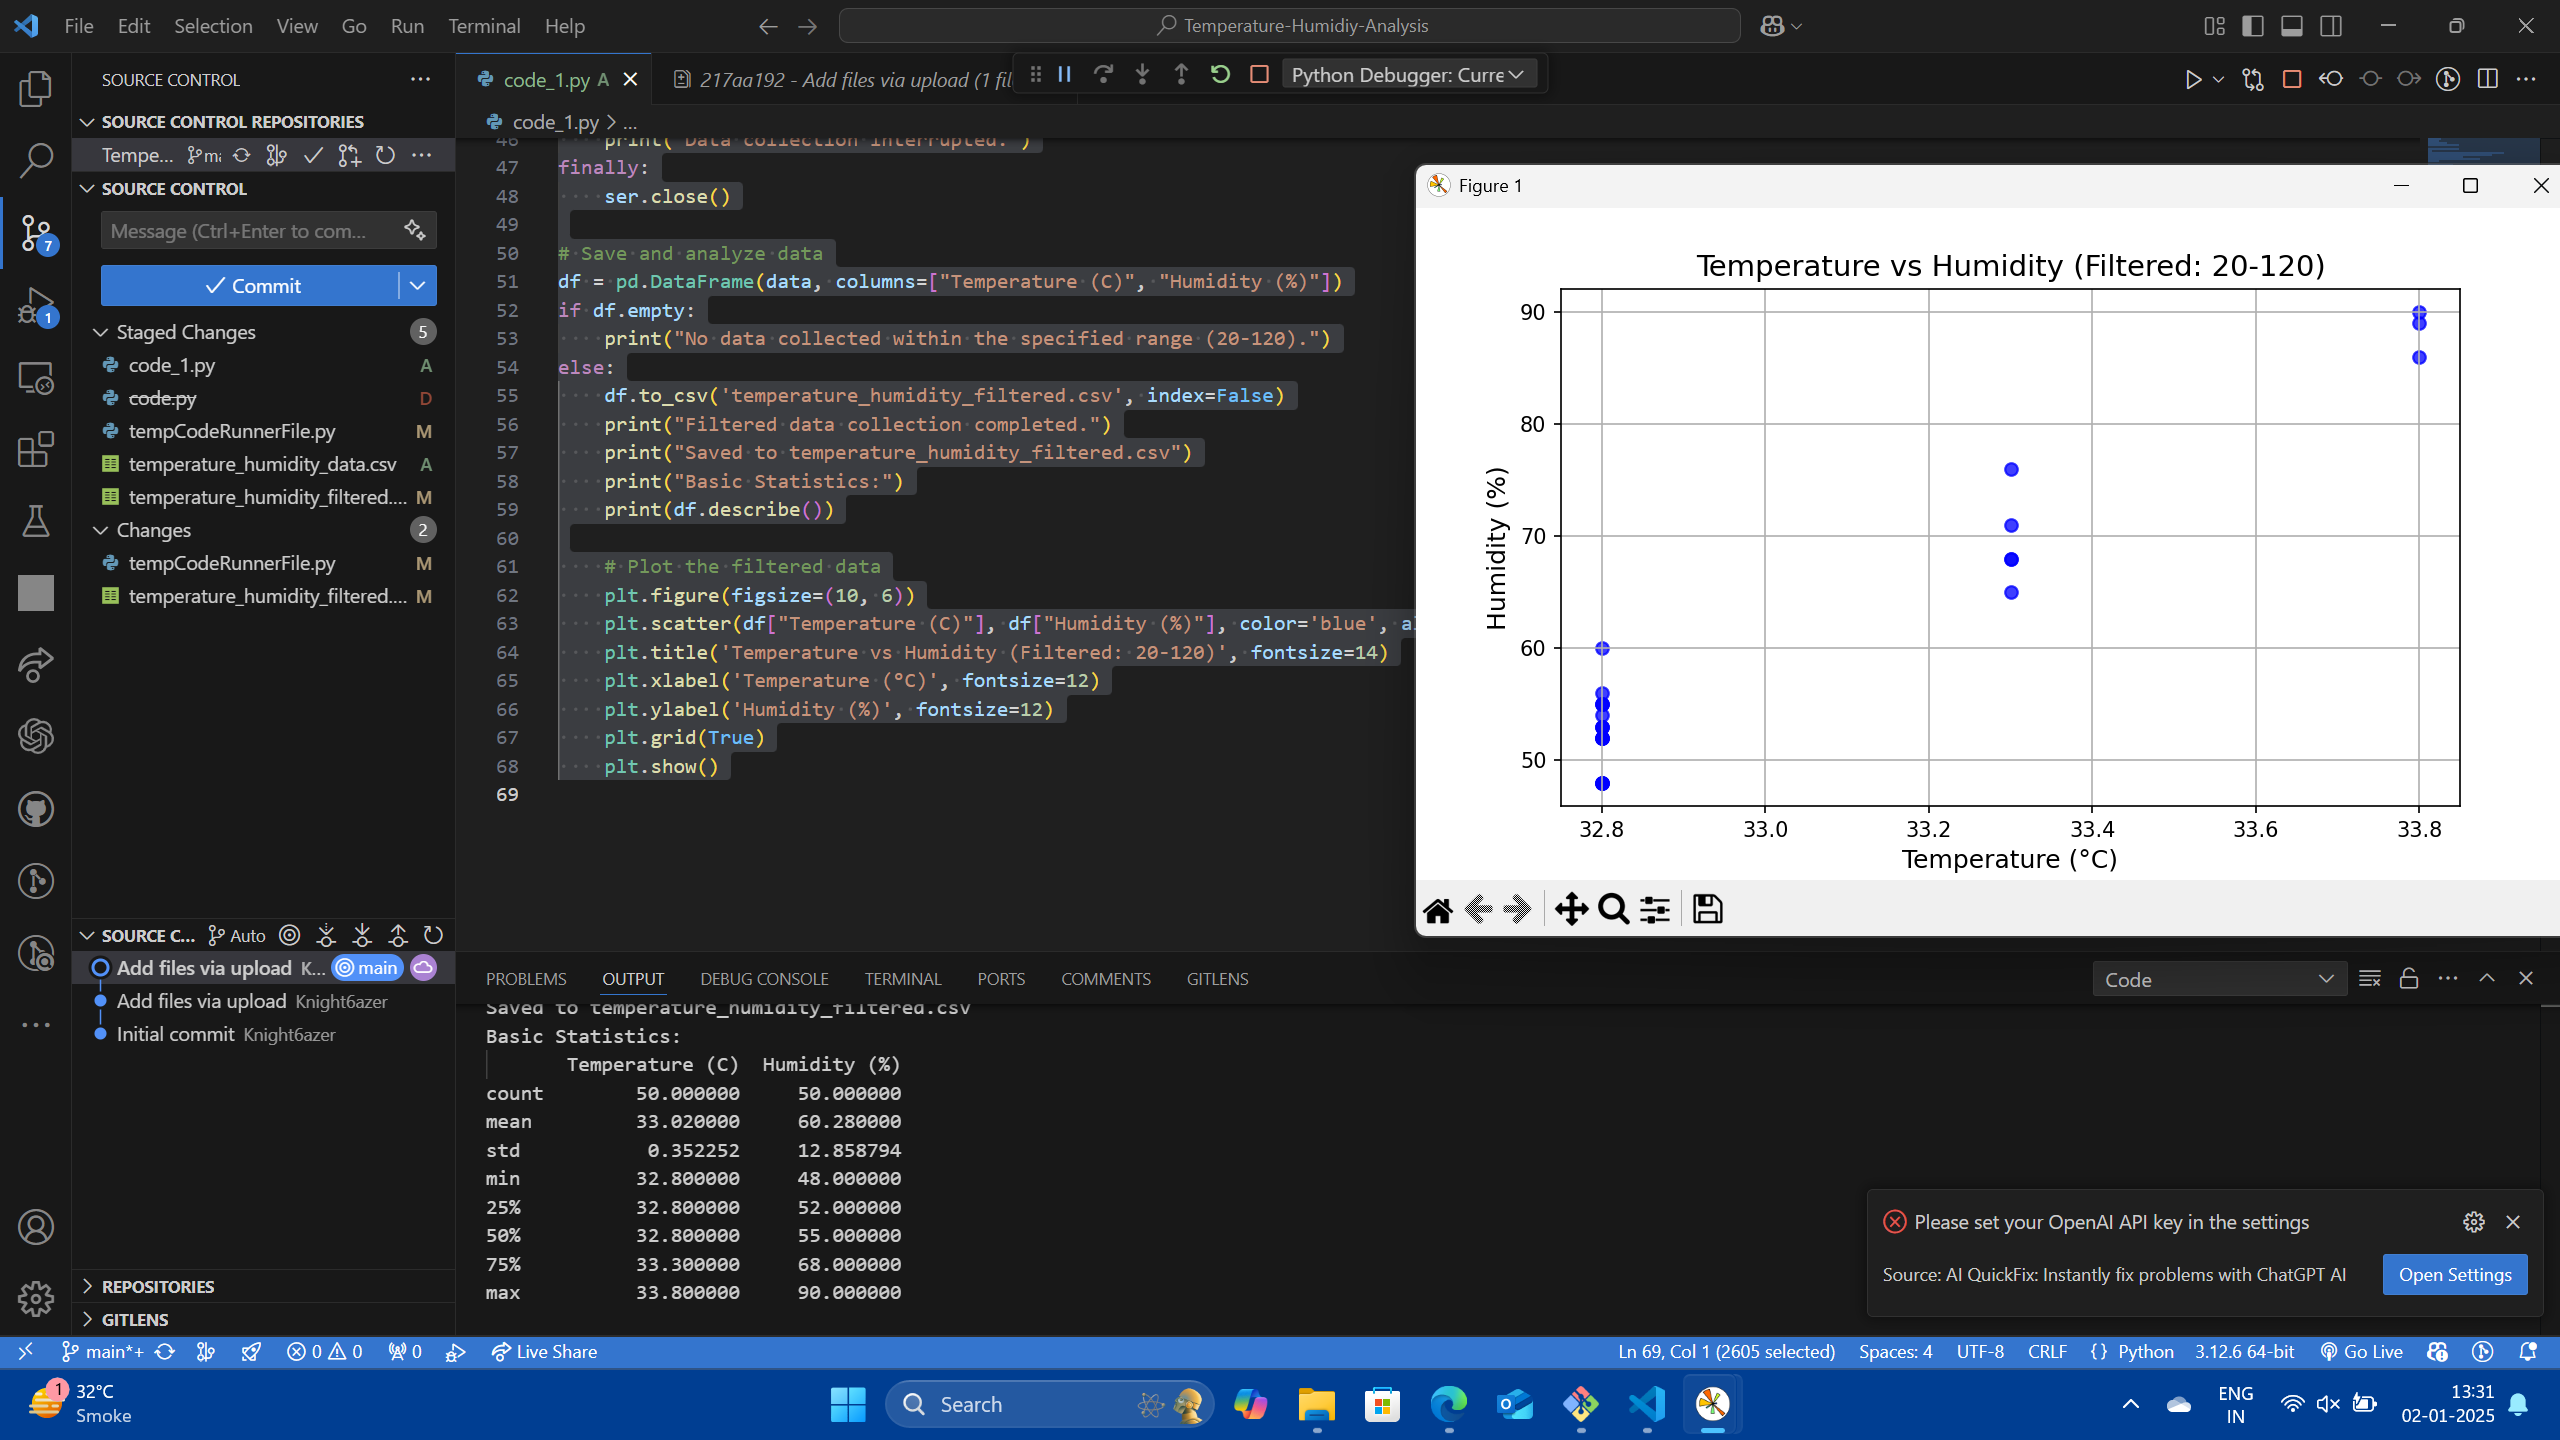 File Edit Selection View Go Run Terminal Help
Temperature-Humidiy-Analysis
SOURCE CONTROL
code_1.py A
217aa192 - Add files via upload (1 fil
Python Debugger: Curre
SOURCE CONTROL REPOSITORIES
Tempe...
SOURCE CONTROL
Message (Ctrl+Enter to com...
Commit
7
1
Staged Changes 5
code_1.py A
code.py D
tempCodeRunnerFile.py M
temperature_humidity_data.csv A
temperature_humidity_filtered.... M
Changes 2
tempCodeRunnerFile.py M
temperature_humidity_filtered.... M
SOURCE C... Auto
Add files via upload K... main
Add files via upload Knight6azer
Initial commit Knight6azer
REPOSITORIES
GITLENS
code_1.py > ...
46 print("Data collection interrupted.")
47 finally:
48 ser.close()
49
50 # Save and analyze data
51 df = pd.DataFrame(data, columns=["Temperature (C)", "Humidity (%)"])
52 if df.empty:
53 print("No data collected within the specified range (20-120).")
54 else:
55 df.to_csv('temperature_humidity_filtered.csv', index=False)
56 print("Filtered data collection completed.")
57 print("Saved to temperature_humidity_filtered.csv")
58 print("Basic Statistics:")
59 print(df.describe())
60
61 # Plot the filtered data
62 plt.figure(figsize=(10, 6))
63 plt.scatter(df["Temperature (C)"], df["Humidity (%)"], color='blue', al
64 plt.title('Temperature vs Humidity (Filtered: 20-120)', fontsize=14)
65 plt.xlabel('Temperature (°C)', fontsize=12)
66 plt.ylabel('Humidity (%)', fontsize=12)
67 plt.grid(True)
68 plt.show()
69
Figure 1
Temperature vs Humidity (Filtered: 20-120)
90
80
70
60
50
Humidity (%)
32.8 33.0 33.2 33.4 33.6 33.8
Temperature (°C)
PROBLEMS OUTPUT DEBUG CONSOLE TERMINAL PORTS COMMENTS GITLENS
Code
Saved to temperature_humidity_filtered.csv
Basic Statistics:
Temperature (C) Humidity (%)
count 50.000000 50.000000
mean 33.020000 60.280000
std 0.352252 12.858794
min 32.800000 48.000000
25% 32.800000 52.000000
50% 32.800000 55.000000
75% 33.300000 68.000000
max 33.800000 90.000000
Please set your OpenAI API key in the settings
Source: AI QuickFix: Instantly fix problems with ChatGPT AI
Open Settings
main*+ 0 0 0 Live Share
Ln 69, Col 1 (2605 selected) Spaces: 4 UTF-8 CRLF {} Python 3.12.6 64-bit Go Live
1
32°C
Smoke
Search
ENG
IN
13:31
02-01-2025